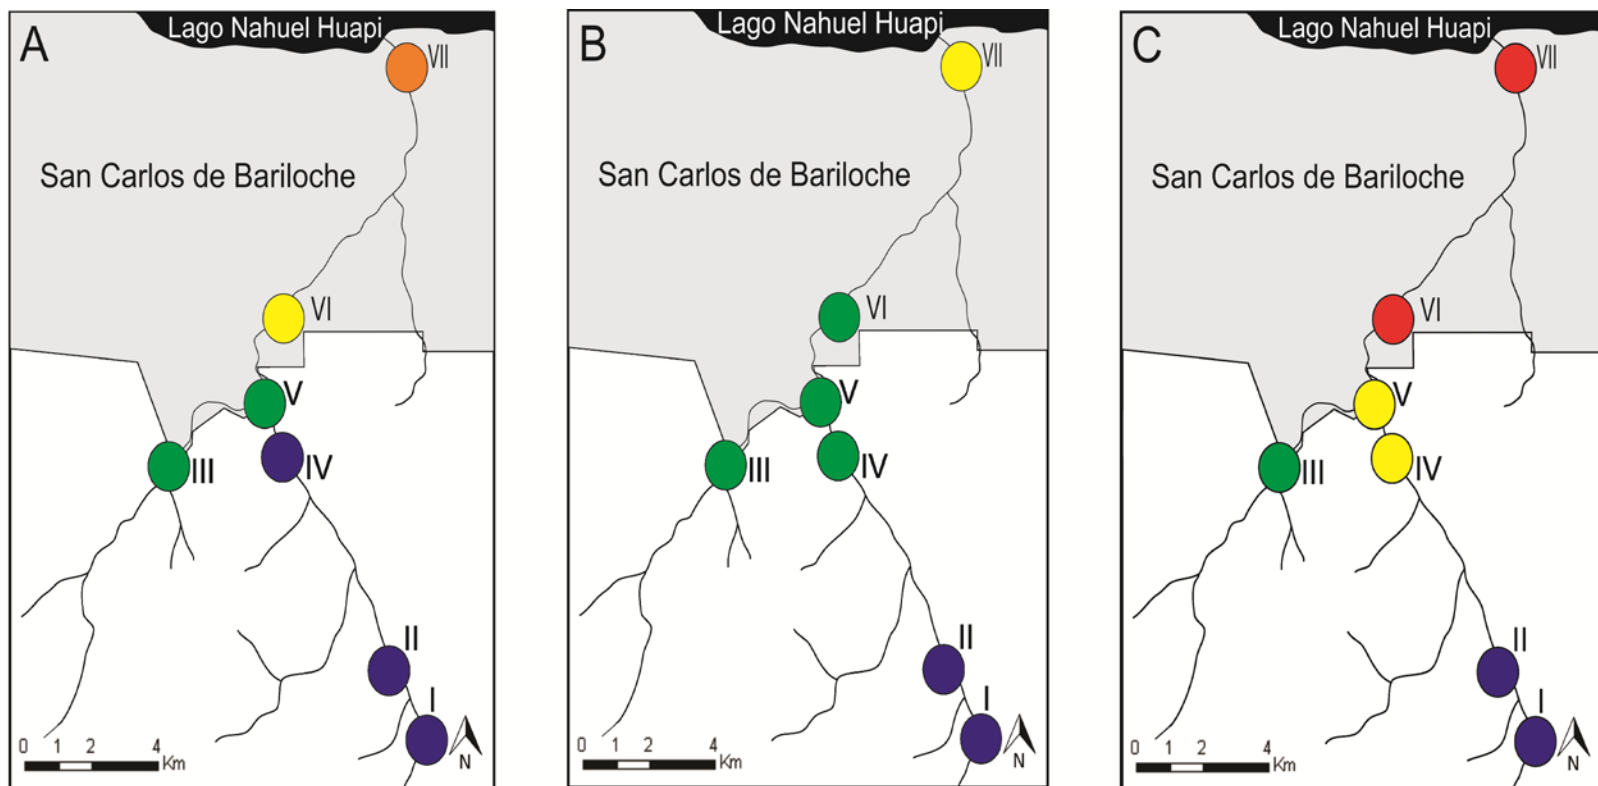 A
Lago Nahuel Huapi
VII
San Carlos de Bariloche
VI
V
III
IV
II
I
0 1 2 4
Km
N
B
Lago Nahuel Huapi
VII
San Carlos de Bariloche
VI
V
III
IV
II
I
0 1 2 4
Km
N
C
Lago Nahuel Huapi
VII
San Carlos de Bariloche
VI
V
III
IV
II
I
0 1 2 4
Km
N